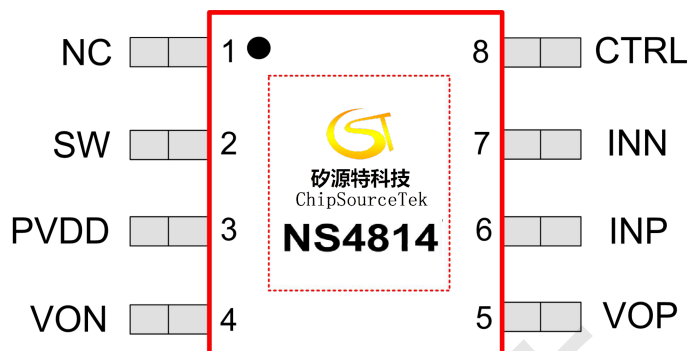 NC 1 8 CTRL
SW 2 7 INN
ST
矽源特科技
ChipSourceTek
PVDD 3 NS4814 6 INP
VON 4 5 VOP